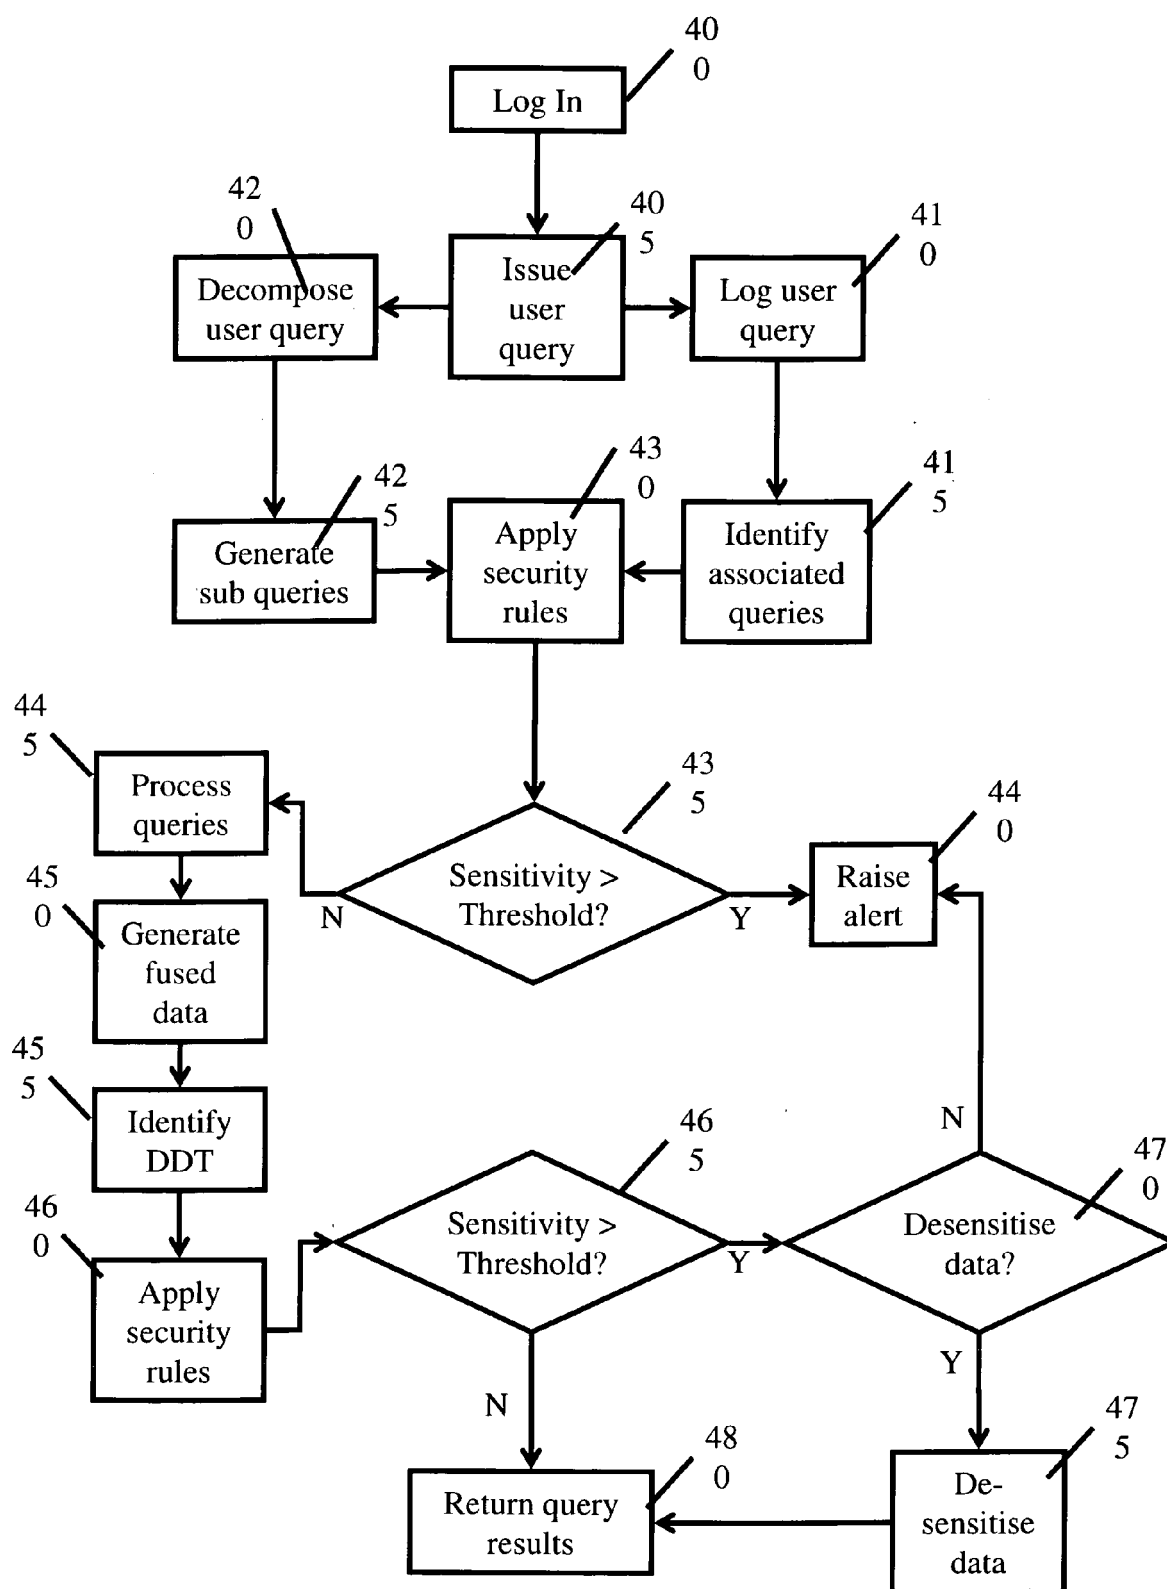 40
0
Log In
42
0
40
5
41
0
Decompose
user query
Issue
user
query
Log user
query
42
5
43
0
41
5
Generate
sub queries
Apply
security
rules
Identify
associated
queries
44
5
Process
queries
43
5
44
0
Sensitivity >
Threshold?
N
Y
Raise
alert
45
0
Generate
fused
data
45
5
Identify
DDT
46
5
N
47
0
46
0
Apply
security
rules
Sensitivity >
Threshold?
Y
Desensitise
data?
N
Y
48
0
47
5
Return query
results
De-
sensitise
data